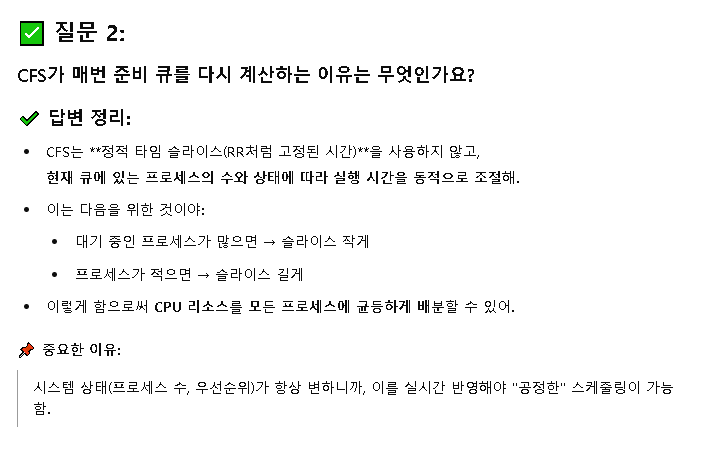 ✅ 질문 2:
CFS가 매번 준비 큐를 다시 계산하는 이유는 무엇인가요?
✔ 답변 정리:
• CFS는 **정적 타임 슬라이스(RR처럼 고정된 시간)**을 사용하지 않고,
현재 큐에 있는 프로세스의 수와 상태에 따라 실행 시간을 동적으로 조절해.
• 이는 다음을 위한 것이야:
• 대기 중인 프로세스가 많으면 → 슬라이스 작게
• 프로세스가 적으면 → 슬라이스 길게
• 이렇게 함으로써 CPU 리소스를 모든 프로세스에 균등하게 배분할 수 있어.
📌 중요한 이유:
시스템 상태(프로세스 수, 우선순위)가 항상 변하니까, 이를 실시간 반영해야 "공정한" 스케줄링이 가능
함.